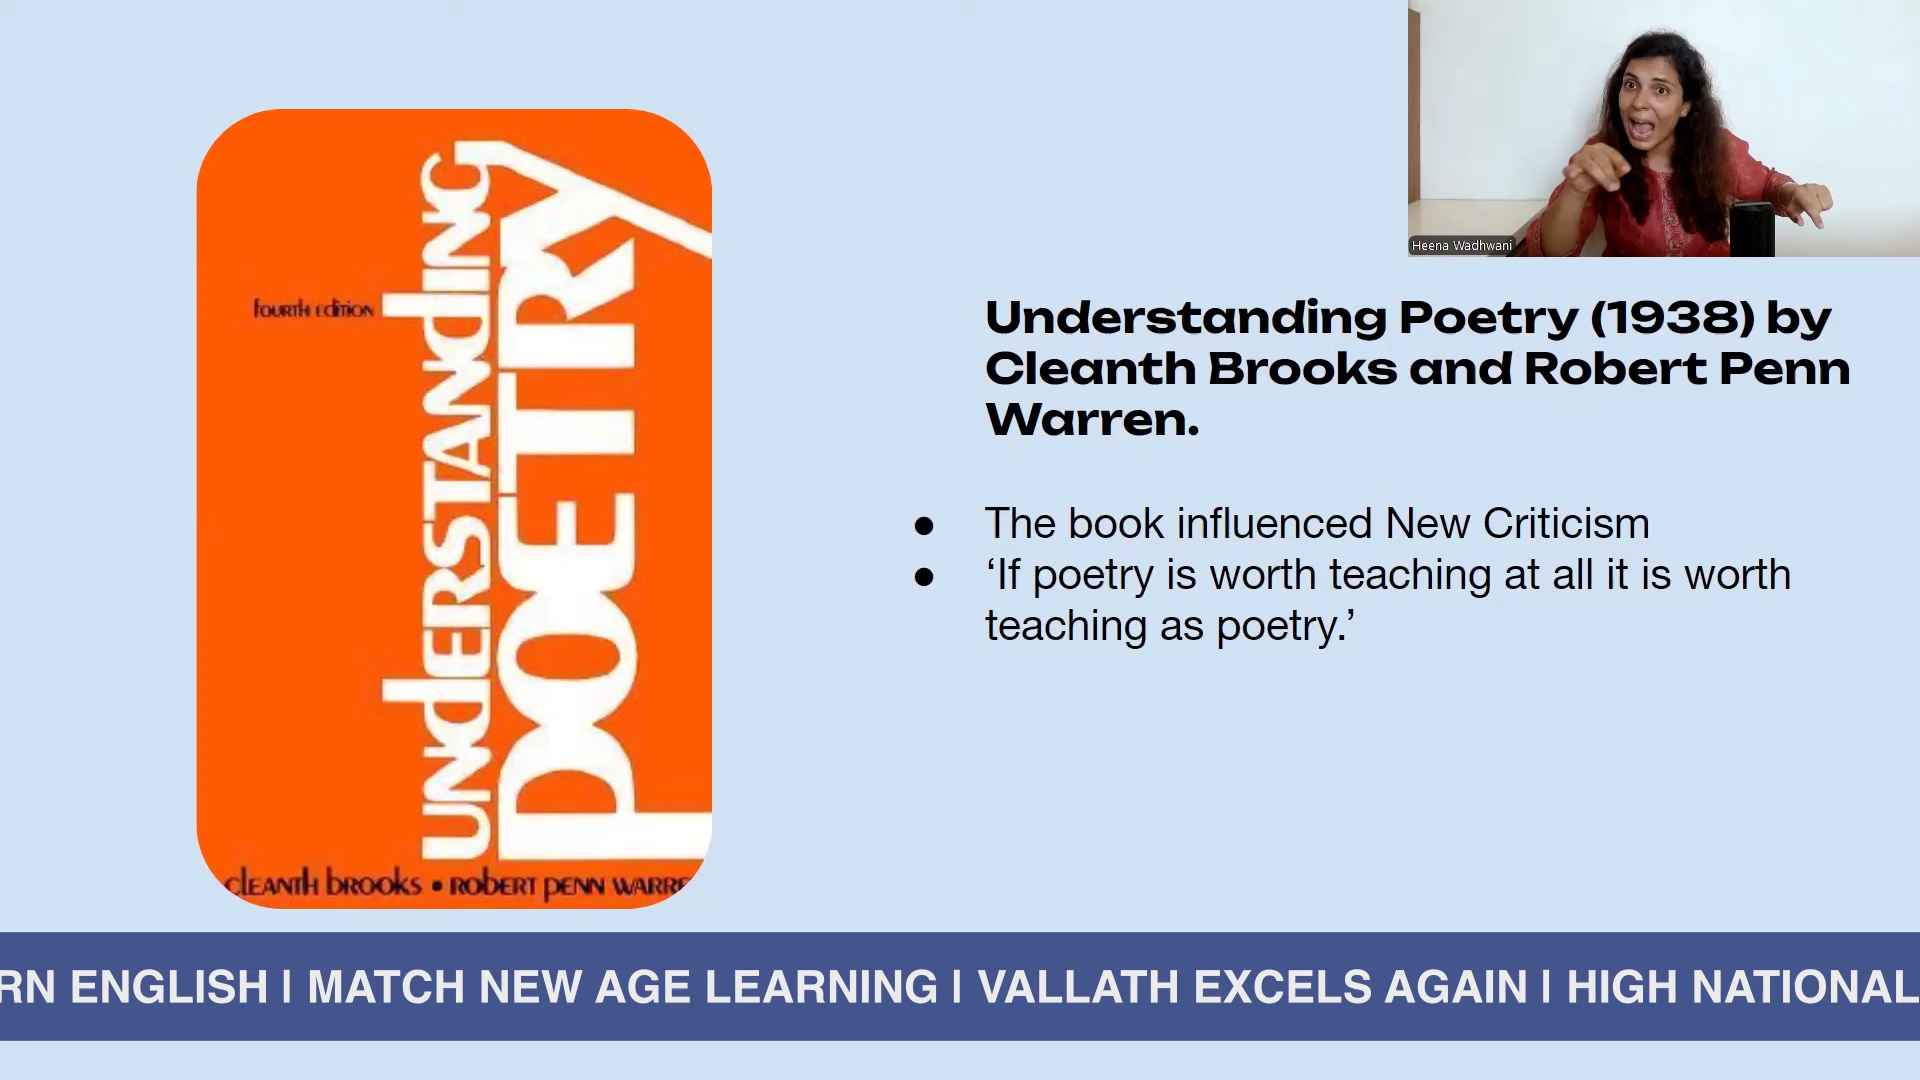 Heena Wadhwani
UNdERSTANdING
POETRY
fourth edition
cleanth brooks • robert penn warre
Understanding Poetry (1938) by
Cleanth Brooks and Robert Penn
Warren.
● The book influenced New Criticism
● ‘If poetry is worth teaching at all it is worth
teaching as poetry.’
RN ENGLISH | MATCH NEW AGE LEARNING | VALLATH EXCELS AGAIN | HIGH NATIONAL